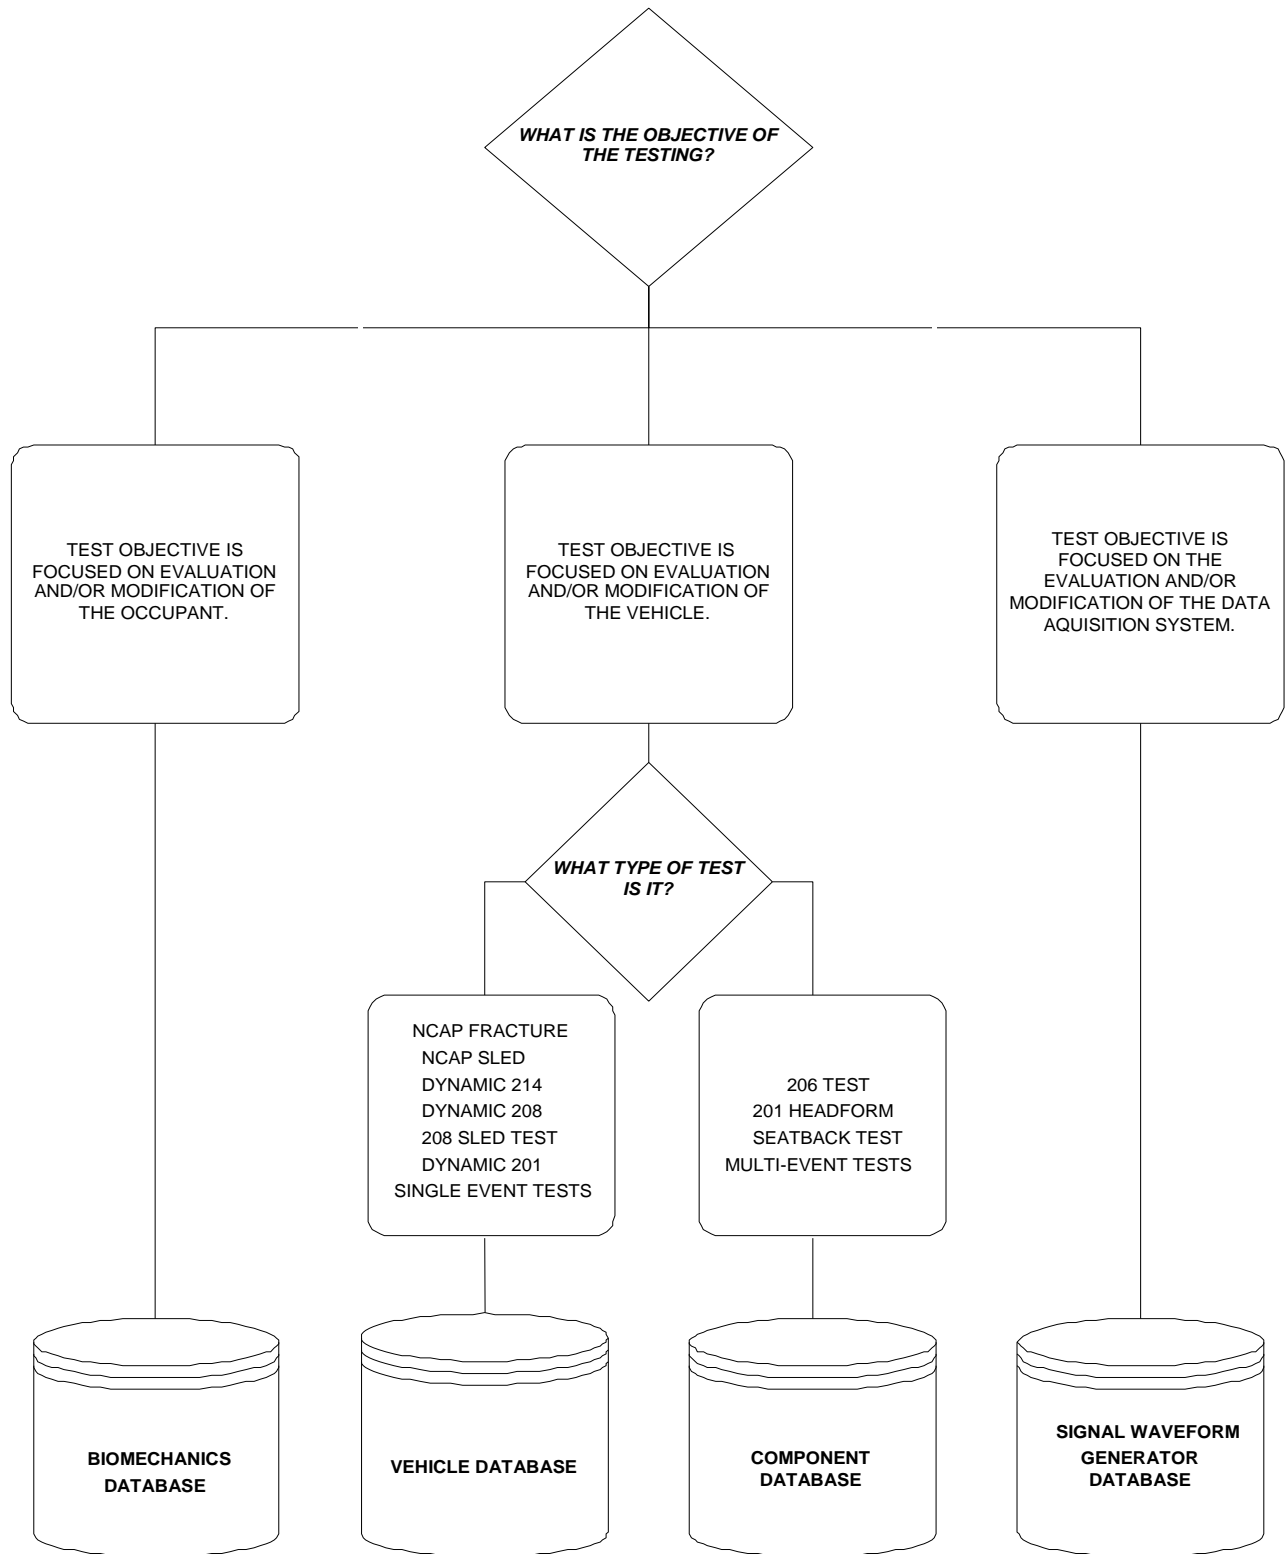 WHAT IS THE OBJECTIVE OF
THE TESTING?
TEST OBJECTIVE IS
FOCUSED ON EVALUATION
AND/OR MODIFICATION OF
THE OCCUPANT.
TEST OBJECTIVE IS
FOCUSED ON EVALUATION
AND/OR MODIFICATION OF
THE VEHICLE.
TEST OBJECTIVE IS
FOCUSED ON THE
EVALUATION AND/OR
MODIFICATION OF THE DATA
AQUISITION SYSTEM.
WHAT TYPE OF TEST
IS IT?
NCAP FRACTURE
NCAP SLED
DYNAMIC 214
DYNAMIC 208
208 SLED TEST
DYNAMIC 201
SINGLE EVENT TESTS
206 TEST
201 HEADFORM
SEATBACK TEST
MULTI-EVENT TESTS
BIOMECHANICS
DATABASE
VEHICLE DATABASE
COMPONENT
DATABASE
SIGNAL WAVEFORM
GENERATOR
DATABASE